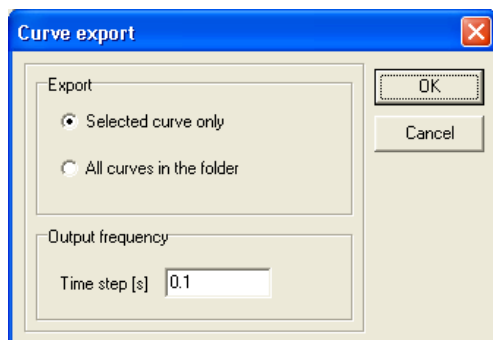 Curve export
Export
Selected curve only
All curves in the folder
OK
Cancel
Output frequency
Time step [s] 0.1